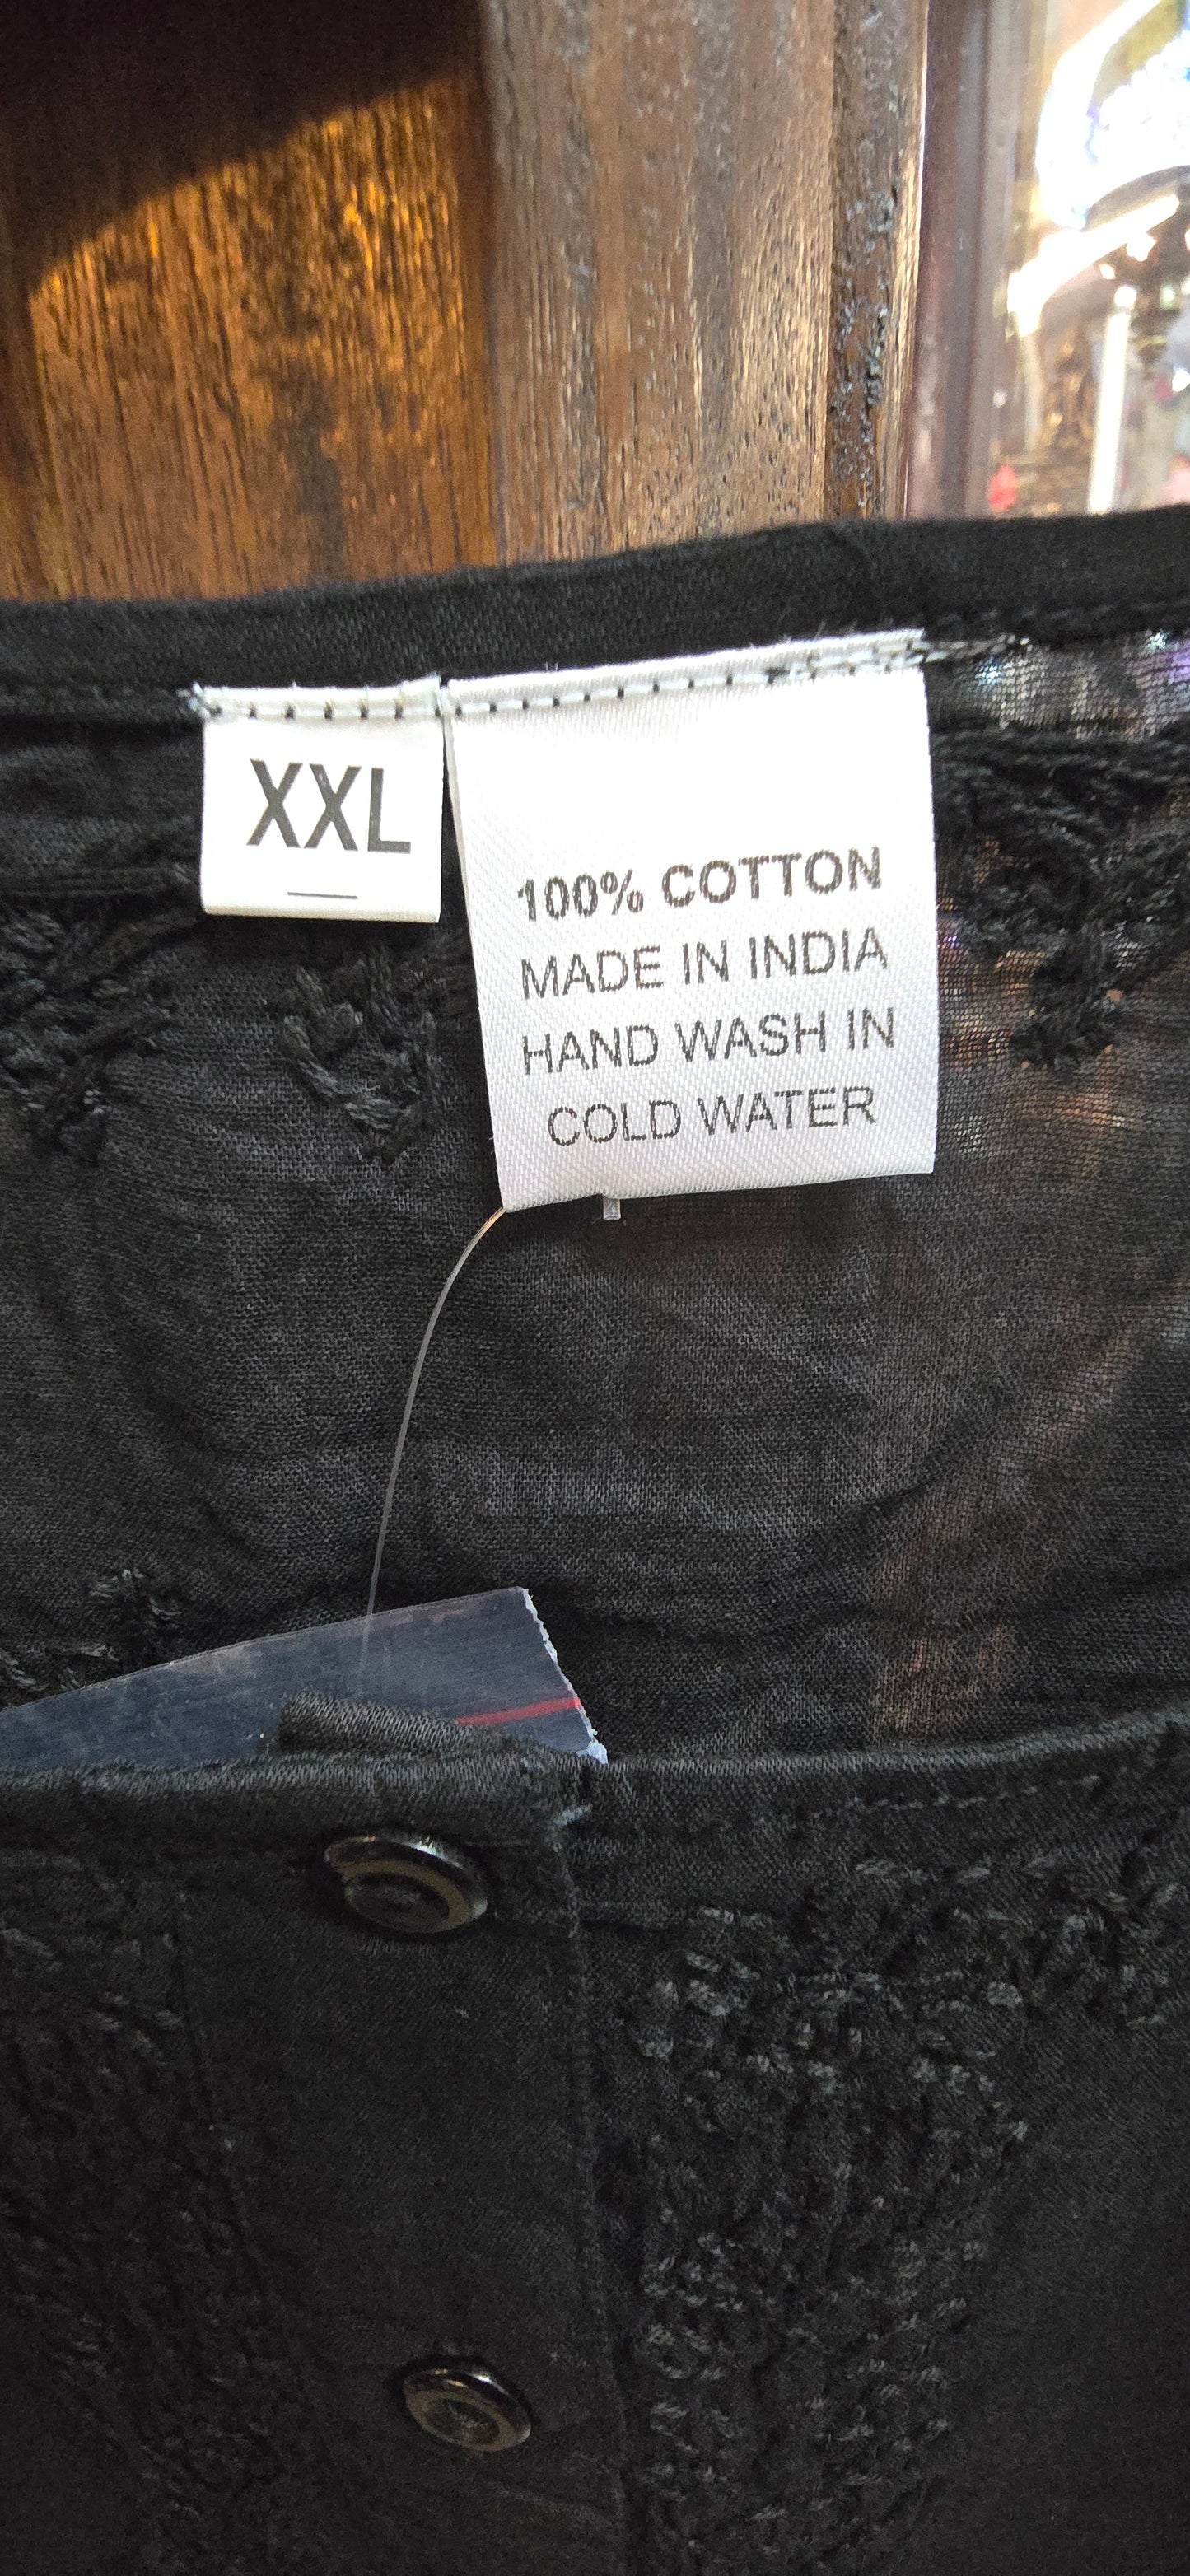 XXL
100% COTTON
MADE IN INDIA
HAND WASH IN
COLD WATER